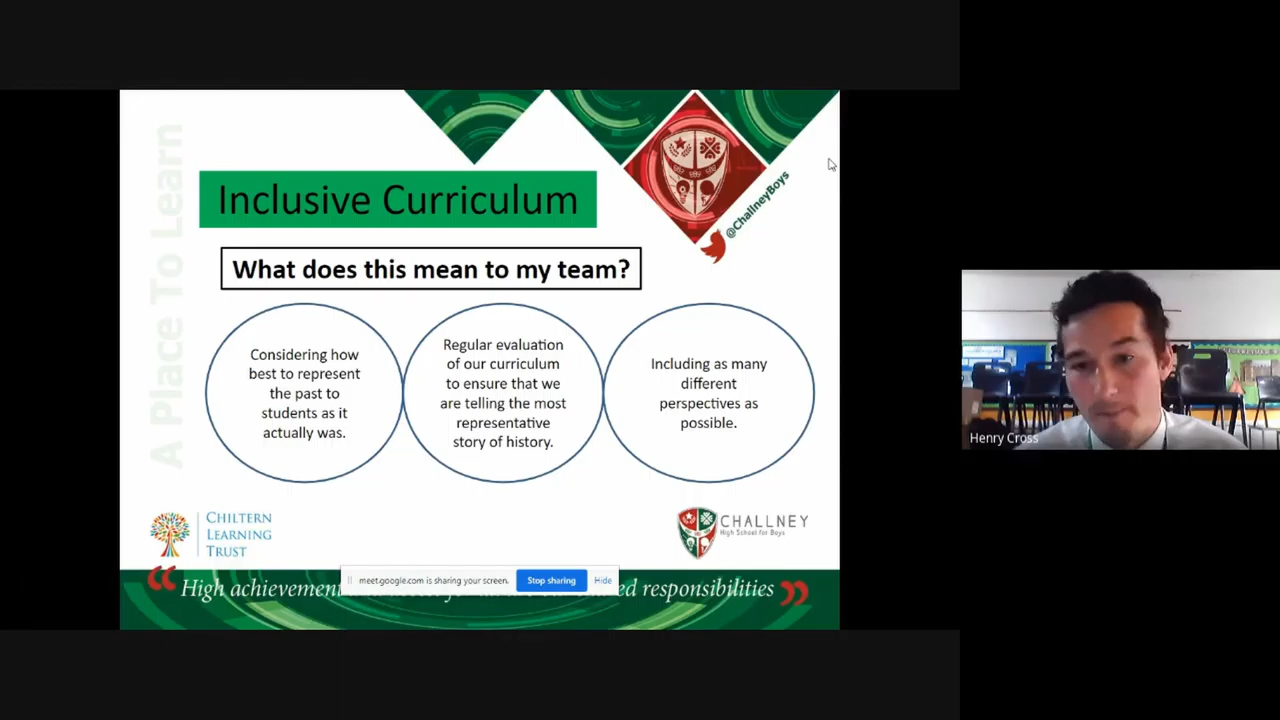 A Place To Learn
@ChallneyBoys
Inclusive Curriculum
What does this mean to my team?
Considering how
best to represent
the past to
students as it
actually was.
Regular evaluation
of our curriculum
to ensure that we
are telling the most
representative
story of history.
Including as many
different
perspectives as
possible.
Henry Cross
CHILTERN
LEARNING
TRUST
CHALLNEY
High School for Boys
meet.google.com is sharing your screen.
Stop sharing
Hide
“ High achievement responsibilities ”